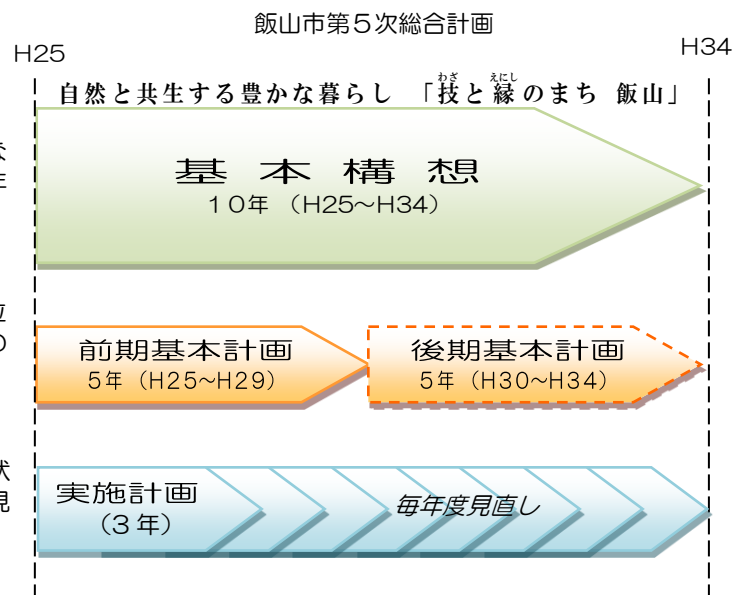 飯山市第５次総合計画
H25
H34
自然と共生する豊かな暮らし 「技と縁のまち 飯山」
わざ
えにし
基本構想
１０年 （H25～H34）
前期基本計画
5年（H25～H29）
後期基本計画
5年（H30～H34）
実施計画
（3年）
毎年度見直し
の
状
見